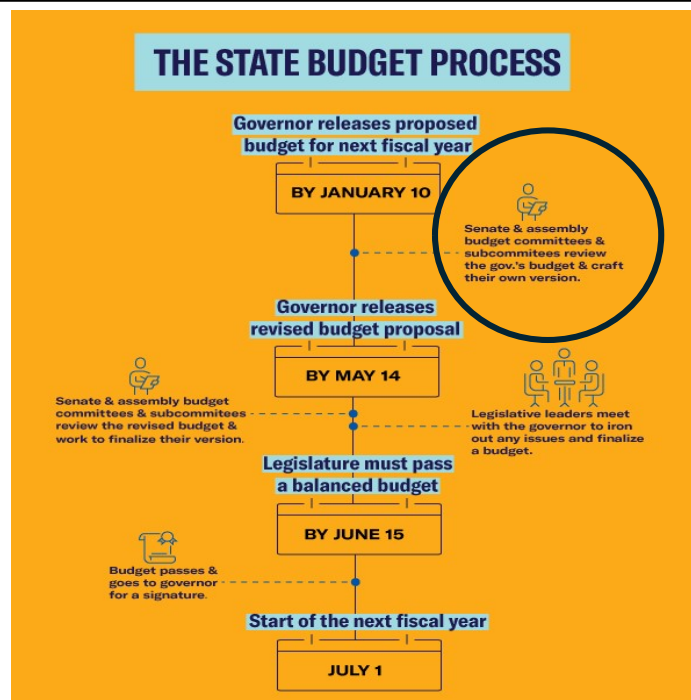 THE STATE BUDGET PROCESS
Governor releases proposed
budget for next fiscal year
BY JANUARY 10
Senate & assembly
budget committees &
subcommitees review
the gov.'s budget & craft
their own version.
Governor releases
revised budget proposal
BY MAY 14
Senate & assembly budget
committees & subcommitees
review the revised budget &
work to finalize their version.
Legislative leaders meet
with the governor to iron
out any issues and finalize
a budget.
Legislature must pass
a balanced budget
BY JUNE 15
Budget passes &
goes to governor
for a signature.
Start of the next fiscal year
JULY 1